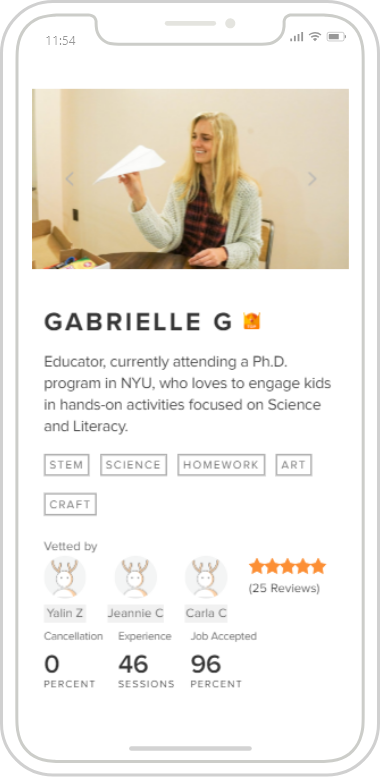 11:54
GABRIELLE G
Educator, currently attending a Ph.D.
program in NYU, who loves to engage kids
in hands-on activities focused on Science
and Literacy.
STEM SCIENCE HOMEWORK ART
CRAFT
Vetted by
(25 Reviews)
Yalin Z Jeannie C Carla C
Cancellation Experience Job Accepted
0 46 96
PERCENT SESSIONS PERCENT